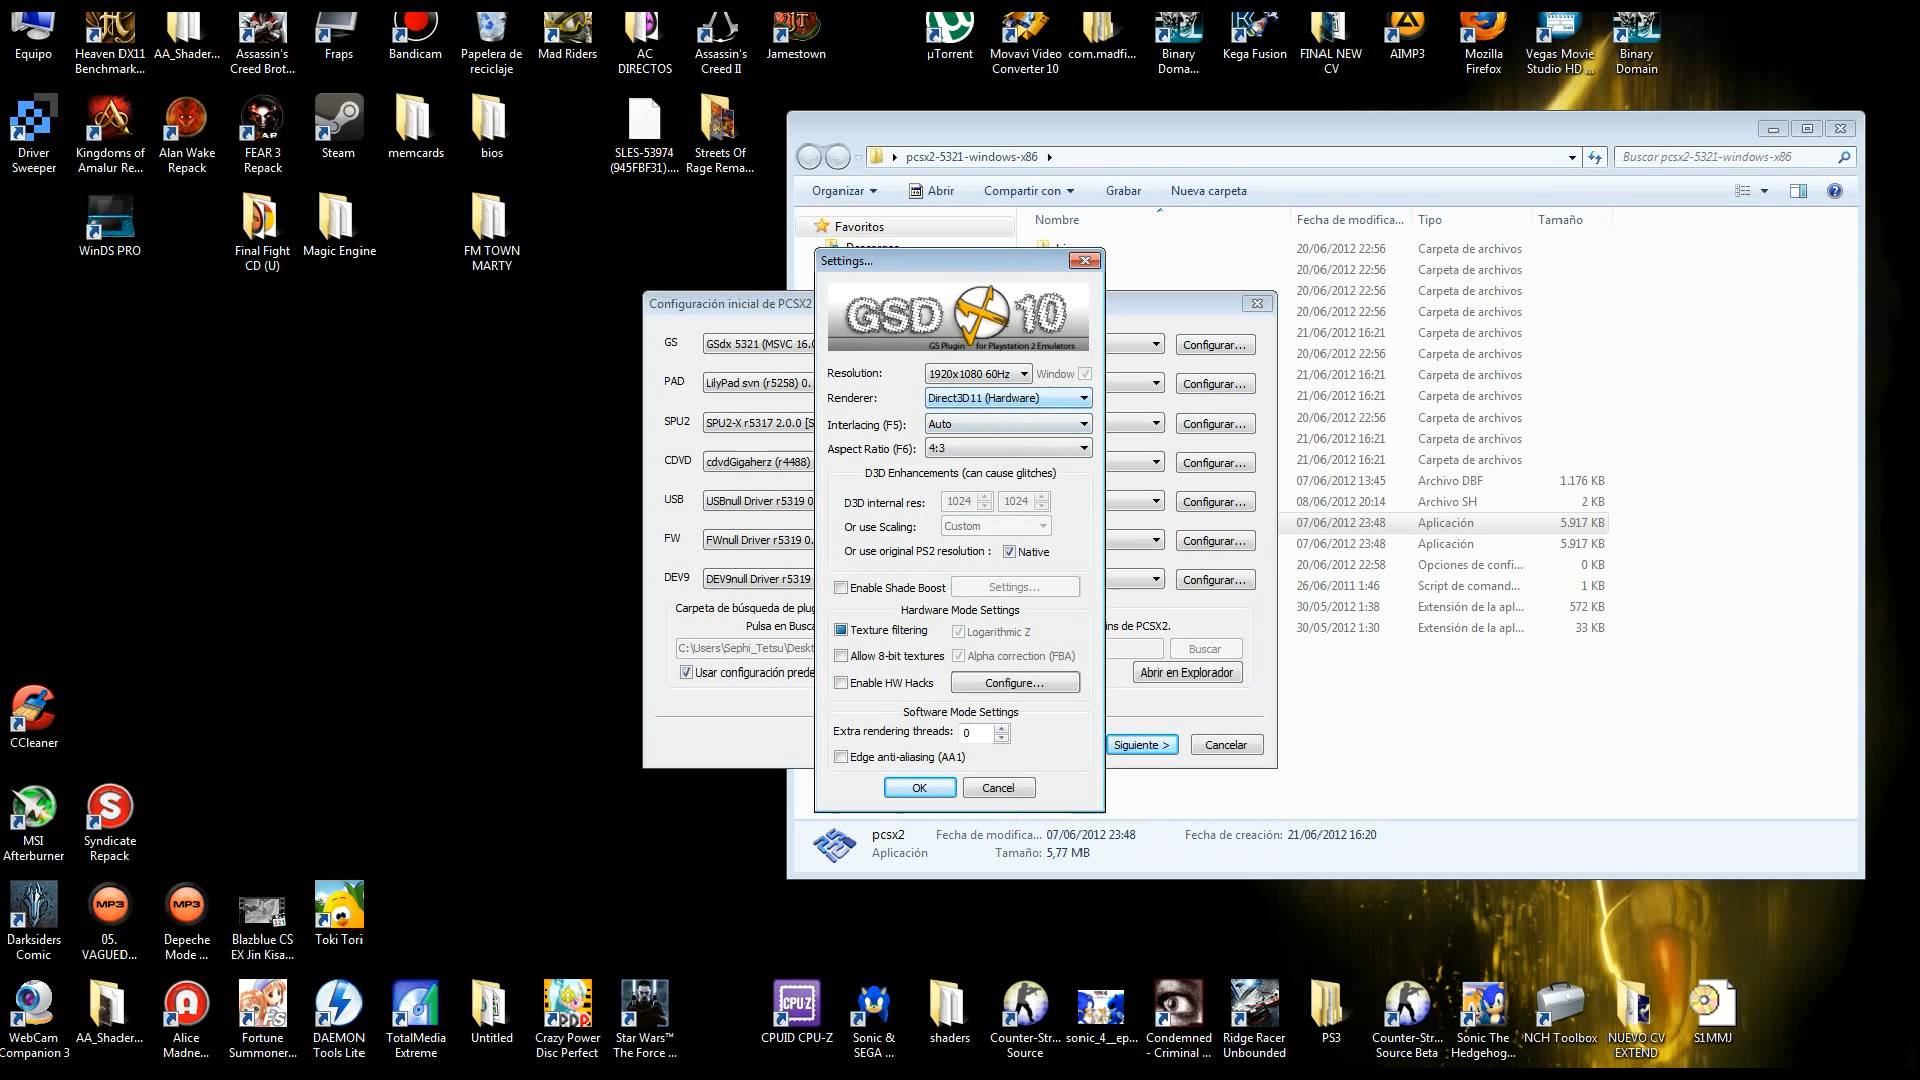 Equipo
Heaven DX11 Benchmark...
AA_Shader...
Assassin's Creed Brot...
Fraps
Bandicam
Papelera de reciclaje
Mad Riders
AC DIRECTOS
Assassin's Creed II
Jamestown
µTorrent
Movavi Video Converter 10
com.madfi...
Binary Doma...
Kega Fusion
FINAL NEW CV
AIMP3
Mozilla Firefox
Vegas Movie Studio HD ...
Binary Domain
Driver Sweeper
Kingdoms of Amalur Re...
Alan Wake Repack
FEAR 3 Repack
Steam
memcards
bios
SLES-53974 (945FBF31)....
Streets Of Rage Rema...
WinDS PRO
Final Fight CD (U)
Magic Engine
FM TOWN MARTY
pcsx2-5321-windows-x86
Buscar pcsx2-5321-windows-x86
Organizar
Abrir
Compartir con
Grabar
Nueva carpeta
Favoritos
Nombre
Fecha de modifica...
Tipo
Tamaño
20/06/2012 22:56 Carpeta de archivos
20/06/2012 22:56 Carpeta de archivos
20/06/2012 22:56 Carpeta de archivos
20/06/2012 22:56 Carpeta de archivos
21/06/2012 16:21 Carpeta de archivos
20/06/2012 22:56 Carpeta de archivos
21/06/2012 16:21 Carpeta de archivos
21/06/2012 16:21 Carpeta de archivos
20/06/2012 22:56 Carpeta de archivos
21/06/2012 16:21 Carpeta de archivos
21/06/2012 16:21 Carpeta de archivos
07/06/2012 13:45 Archivo DBF 1.176 KB
08/06/2012 20:14 Archivo SH 2 KB
07/06/2012 23:48 Aplicación 5.917 KB
07/06/2012 23:48 Aplicación 5.917 KB
20/06/2012 22:58 Opciones de confi... 0 KB
26/06/2011 1:46 Script de comand... 1 KB
30/05/2012 1:38 Extensión de la apl... 572 KB
30/05/2012 1:30 Extensión de la apl... 33 KB
pcsx2 Fecha de modifica... 07/06/2012 23:48 Fecha de creación: 21/06/2012 16:20
Aplicación Tamaño: 5,77 MB
Configuración inicial de PCSX2
GS GSdx 5321 (MSVC 16.0 Configurar...
PAD LilyPad svn (r5258) 0. Configurar...
SPU2 SPU2-X r5317 2.0.0 [S Configurar...
CDVD cdvdGigaherz (r4488) Configurar...
USB USBnull Driver r5319 0 Configurar...
FW FWnull Driver r5319 0. Configurar...
DEV9 DEV9null Driver r5319 Configurar...
Carpeta de búsqueda de plug
Pulsa en Busca
ins de PCSX2.
C:\Users\Sephi_Tetsu\Deskt
Buscar
Usar configuración prede
Abrir en Explorador
Siguiente >
Cancelar
Settings...
GSDX10
GS Plugin for Playstation 2 Emulators
Resolution: 1920x1080 60Hz Window
Renderer: Direct3D11 (Hardware)
Interlacing (F5): Auto
Aspect Ratio (F6): 4:3
D3D Enhancements (can cause glitches)
D3D internal res: 1024 1024
Or use Scaling: Custom
Or use original PS2 resolution : Native
Enable Shade Boost Settings...
Hardware Mode Settings
Texture filtering Logarithmic Z
Allow 8-bit textures Alpha correction (FBA)
Enable HW Hacks Configure...
Software Mode Settings
Extra rendering threads: 0
Edge anti-aliasing (AA1)
OK
Cancel
CCleaner
MSI Afterburner
Syndicate Repack
Darksiders Comic
MP3
05. VAGUED...
MP3
Depeche Mode ...
Blazblue CS EX Jin Kisa...
Toki Tori
WebCam Companion 3
AA_Shader...
Alice Madne...
Fortune Summoner...
DAEMON Tools Lite
TotalMedia Extreme
Untitled
Crazy Power Disc Perfect
Star Wars™ The Force ...
CPU-Z
CPUID CPU-Z
Sonic & SEGA ...
shaders
Counter-Str... Source
sonic_4__ep...
Condemned - Criminal ...
Ridge Racer Unbounded
PS3
Counter-Str... Source Beta
Sonic The Hedgehog...
NCH Toolbox
NUEVO CV EXTEND
S1MMJ